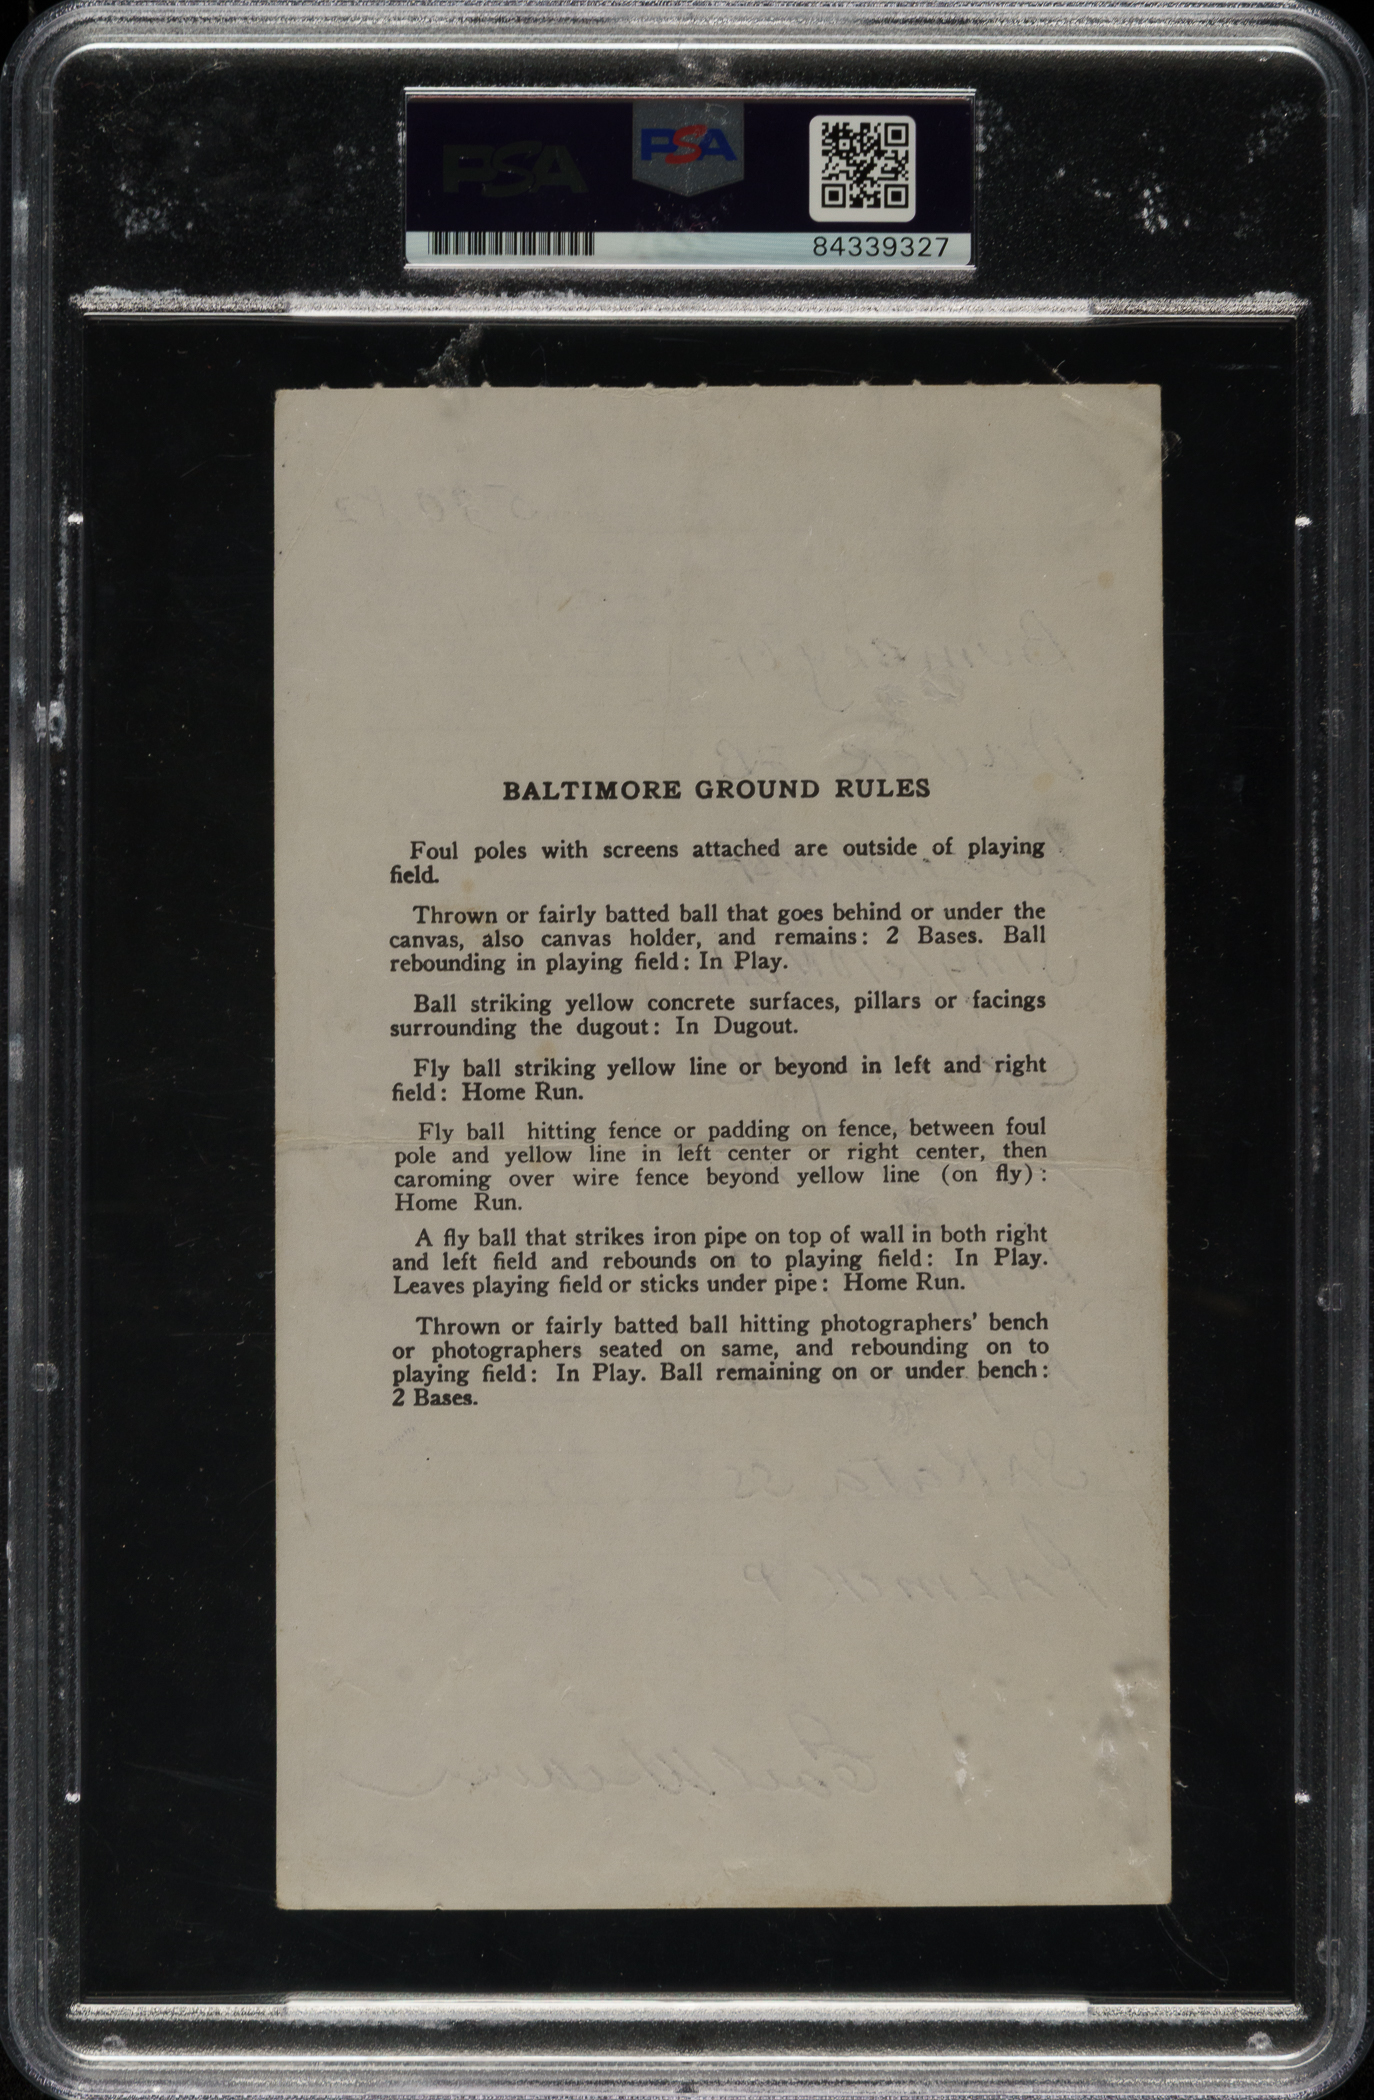 PSA
PSA
84339327
BALTIMORE GROUND RULES
Foul poles with screens attached are outside of playing
field.
Thrown or fairly batted ball that goes behind or under the
canvas, also canvas holder, and remains: 2 Bases. Ball
rebounding in playing field: In Play.
Ball striking yellow concrete surfaces, pillars or facings
surrounding the dugout: In Dugout.
Fly ball striking yellow line or beyond in left and right
field: Home Run.
Fly ball hitting fence or padding on fence, between foul
pole and yellow line in left center or right center, then
caroming over wire fence beyond yellow line (on fly):
Home Run.
A fly ball that strikes iron pipe on top of wall in both right
and left field and rebounds on to playing field: In Play.
Leaves playing field or sticks under pipe: Home Run.
Thrown or fairly batted ball hitting photographers' bench
or photographers seated on same, and rebounding on to
playing field: In Play. Ball remaining on or under bench:
2 Bases.